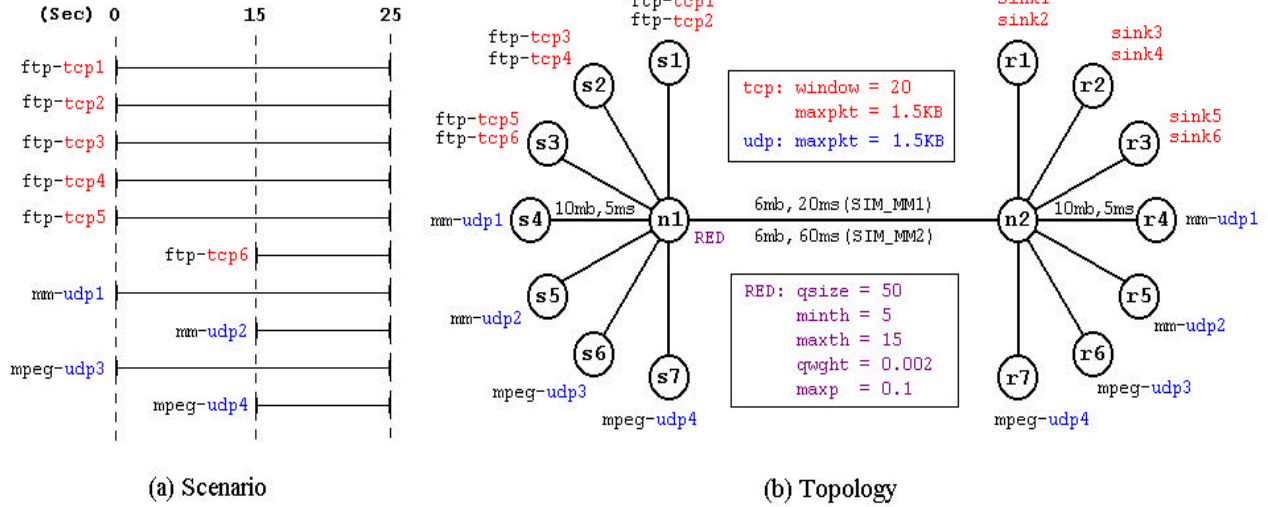 (Sec) 0 15 25
ftp-tcp1
ftp-tcp2
ftp-tcp3
ftp-tcp4
ftp-tcp5
ftp-tcp6
mm-udp1
mm-udp2
mpeg-udp3
mpeg-udp4
(a) Scenario
ftp-tcp1
ftp-tcp2
s1
ftp-tcp3
ftp-tcp4
s2
ftp-tcp5
ftp-tcp6
s3
mm-udp1
s4
10mb,5ms
n1
RED
mm-udp2
s5
mpeg-udp3
s6
mpeg-udp4
s7
tcp: window = 20
maxpkt = 1.5KB
udp: maxpkt = 1.5KB
6mb,20ms(SIM_MM1)
6mb,60ms(SIM_MM2)
RED: qsize = 50
minth = 5
maxth = 15
qwght = 0.002
maxp = 0.1
sink1
sink2
r1
sink3
sink4
r2
sink5
sink6
r3
n2
10mb,5ms
r4
mm-udp1
r5
mm-udp2
r6
mpeg-udp3
r7
mpeg-udp4
(b) Topology